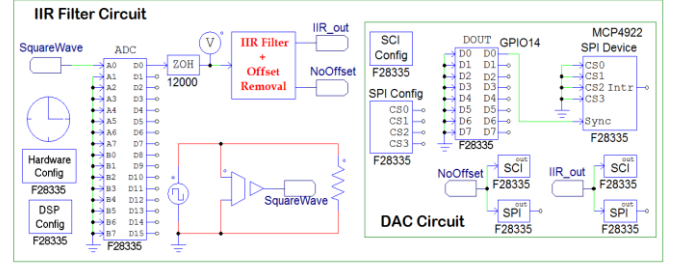 IIR Filter Circuit
SquareWave
ADC
A0 D0
A1 D1
A2 D2
A3 D3
A4 D4
A5 D5
A6 D6
A7 D7
B0 D8
B1 D9
B2 D10
B3 D11
B4 D12
B5 D13
B6 D14
B7 D15
F28335
ZOH
12000
V
IIR Filter
+
Offset
Removal
IIR_out
NoOffset
Hardware
Config
F28335
DSP
Config
F28335
SquareWave
SCI
Config
F28335
SPI Config
CS0
CS1
CS2
CS3
F28335
DOUT
GPIO14
D0 D0
D1 D1
D2 D2
D3 D3
D4 D4
D5 D5
D6 D6
D7 D7
F28335
MCP4922
SPI Device
CS0
CS1
CS2 Intr
CS3
Sync
F28335
NoOffset
out
SCI
F28335
out
SPI
F28335
IIR_out
out
SCI
F28335
out
SPI
F28335
DAC Circuit